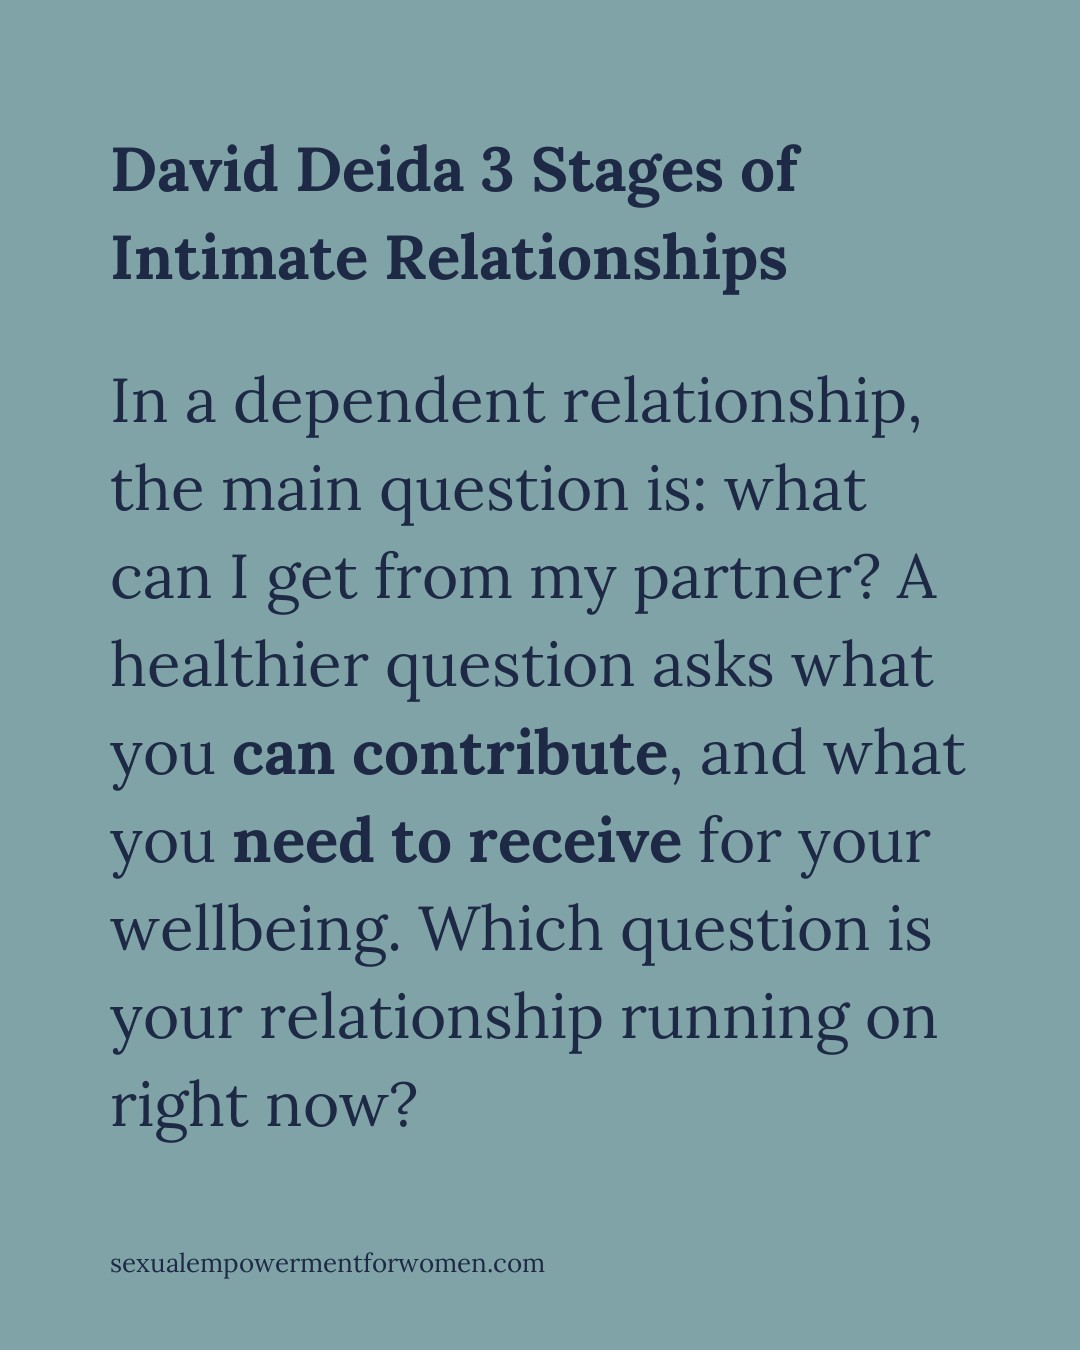 David Deida 3 Stages of
Intimate Relationships
In a dependent relationship,
the main question is: what
can I get from my partner? A
healthier question asks what
you can contribute, and what
you need to receive for your
wellbeing. Which question is
your relationship running on
right now?
sexualempowermentforwomen.com